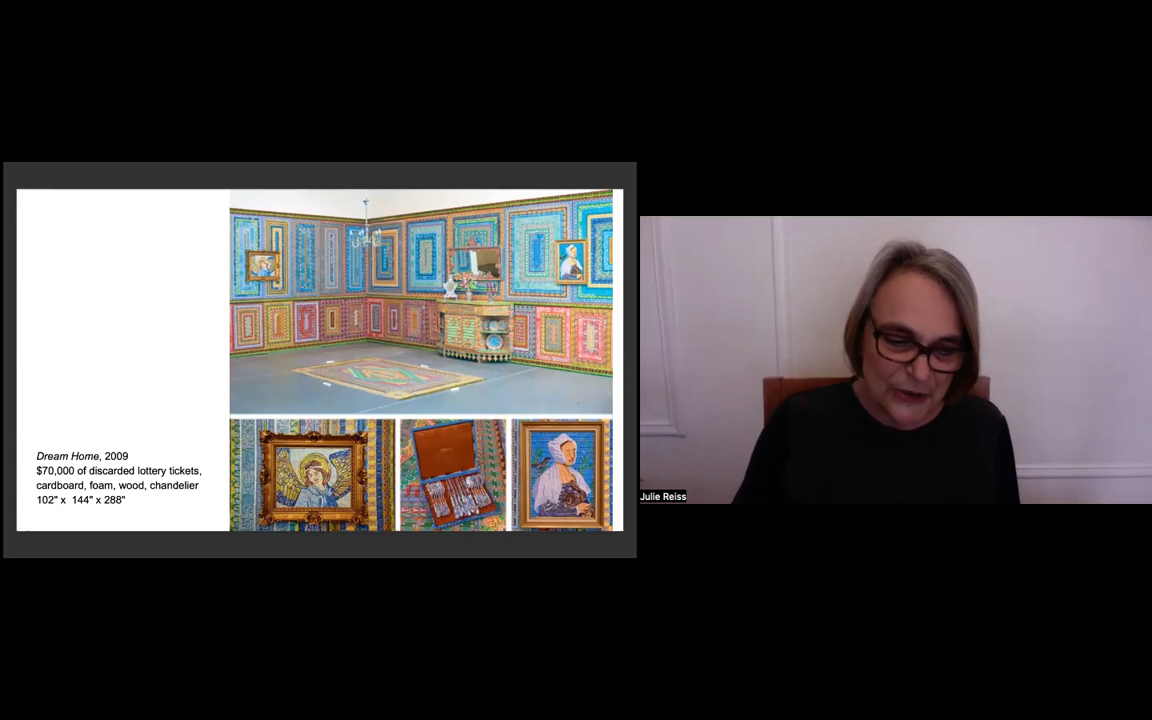 Dream Home, 2009
$70,000 of discarded lottery tickets,
cardboard, foam, wood, chandelier
102" x 144" x 288"
Julie Reiss